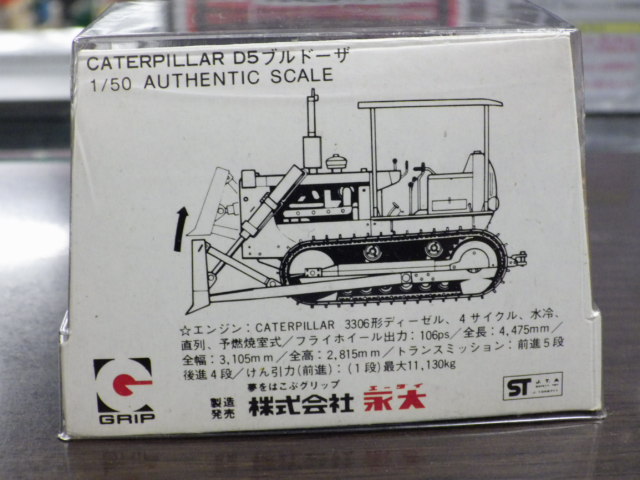 CATERPILLAR D5ブルドーザ
1/50 AUTHENTIC SCALE
☆エンジン：CATERPILLAR 3306形ディーゼル、4サイクル、水冷、
直列、予燃焼室式／フライホイール出力：106ps／全長：4,475mm／
全幅：3,105mm／全高：2,815mm／トランスミッション：前進5段
後進4段／けん引力(前進)：(1段)最大11,130kg
夢をはこぶグリップ
GRIP
製造
発売
株式会社
エーダイ
永大
ST
J.T.A